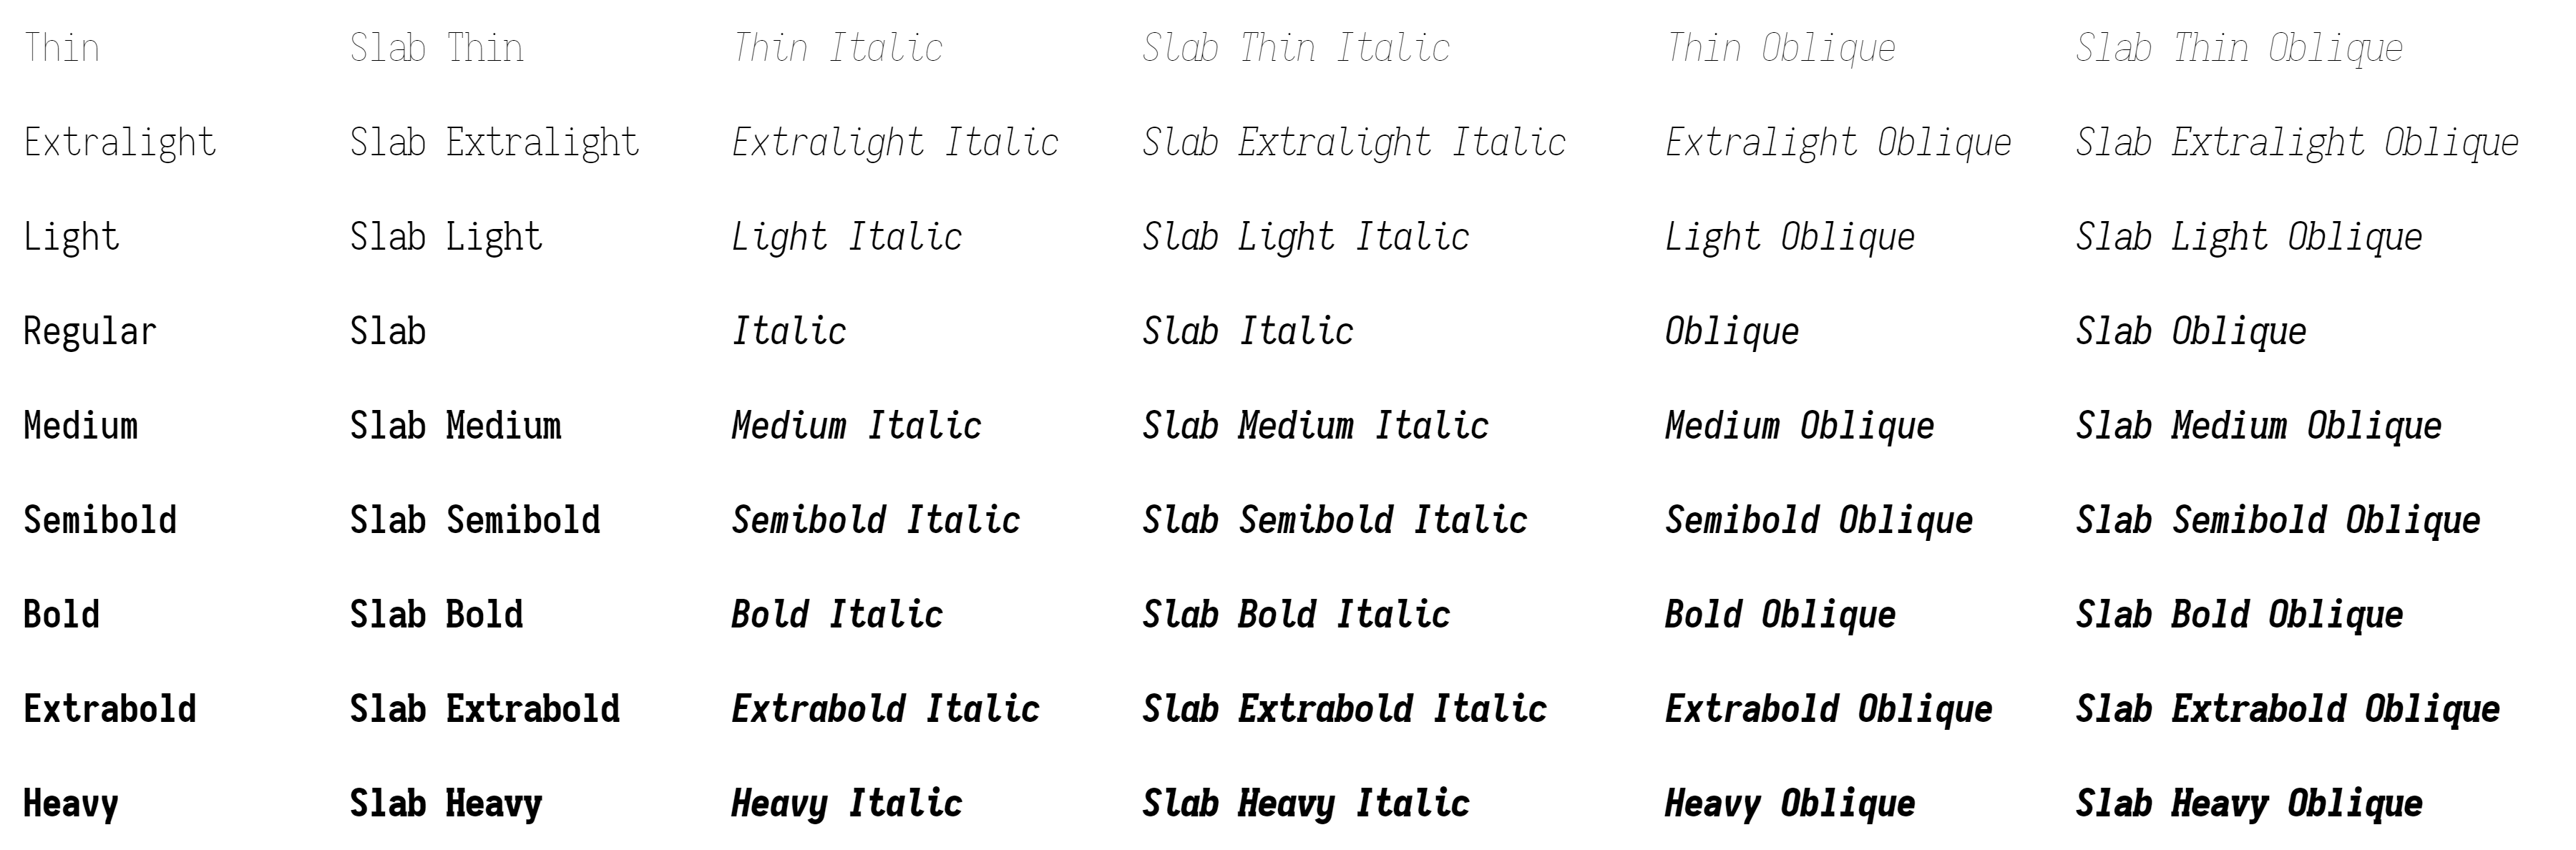 Thin Slab Thin Thin Italic Slab Thin Italic Thin Oblique Slab Thin Oblique
Extralight Slab Extralight Extralight Italic Slab Extralight Italic Extralight Oblique Slab Extralight Oblique
Light Slab Light Light Italic Slab Light Italic Light Oblique Slab Light Oblique
Regular Slab Italic Slab Italic Oblique Slab Oblique
Medium Slab Medium Medium Italic Slab Medium Italic Medium Oblique Slab Medium Oblique
Semibold Slab Semibold Semibold Italic Slab Semibold Italic Semibold Oblique Slab Semibold Oblique
Bold Slab Bold Bold Italic Slab Bold Italic Bold Oblique Slab Bold Oblique
Extrabold Slab Extrabold Extrabold Italic Slab Extrabold Italic Extrabold Oblique Slab Extrabold Oblique
Heavy Slab Heavy Heavy Italic Slab Heavy Italic Heavy Oblique Slab Heavy Oblique